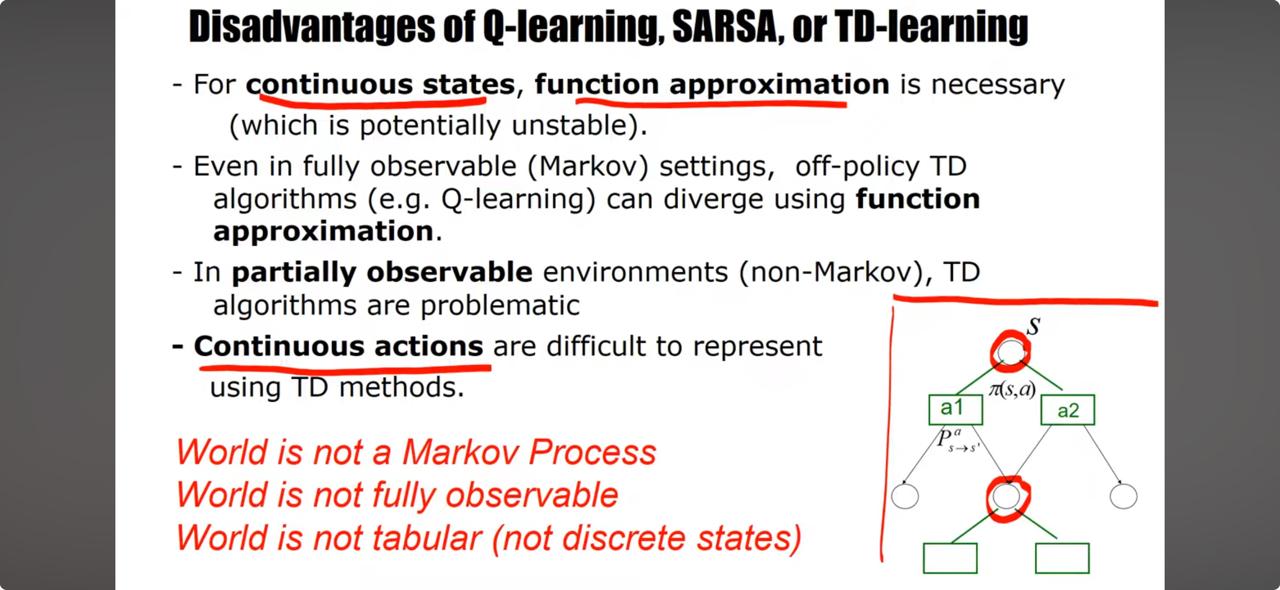 Disadvantages of Q-learning, SARSA, or TD-learning
- For continuous states, function approximation is necessary
(which is potentially unstable).
- Even in fully observable (Markov) settings, off-policy TD
algorithms (e.g. Q-learning) can diverge using function
approximation.
- In partially observable environments (non-Markov), TD
algorithms are problematic
- Continuous actions are difficult to represent
using TD methods.
World is not a Markov Process
World is not fully observable
World is not tabular (not discrete states)
s
π(s,a)
a1
a2
P^a_{s→s'}